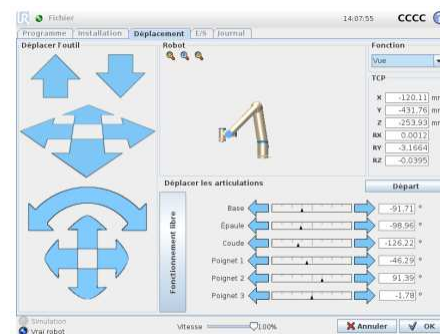 Fichier 14:07:55 CCCC
Programme Installation Déplacement E/S Journal
Déplacer l'outil
Robot
Fonction
Vue
TCP
X -120.11 mm
Y -431.76 mm
Z -253.93 mm
RX 0.0012
RY -3.1664
RZ -0.0395
Déplacer les articulations
Départ
Fonctionnement libre
Base -91,71 °
Épaule -98,96 °
Coude -126,22 °
Poignet 1 -46,29 °
Poignet 2 91,39 °
Poignet 3 -1,78 °
Simulation
Vrai robot
Vitesse 100%
Annuler
OK